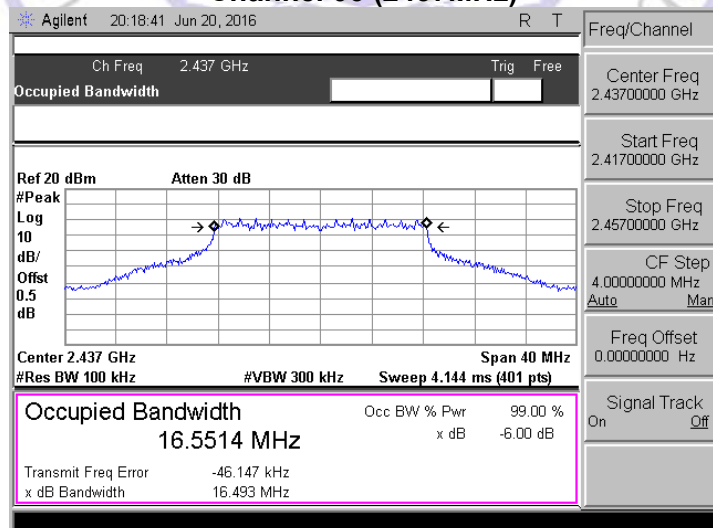 Agilent 20:18:41 Jun 20, 2016 R T
Freq/Channel
Ch Freq 2.437 GHz Trig Free
Occupied Bandwidth
Center Freq
2.43700000 GHz
Start Freq
2.41700000 GHz
Ref 20 dBm Atten 30 dB
#Peak
Log
10
dB/
Offst
0.5
dB
Stop Freq
2.45700000 GHz
CF Step
4.00000000 MHz
Auto Man
Freq Offset
0.00000000 Hz
Center 2.437 GHz Span 40 MHz
#Res BW 100 kHz #VBW 300 kHz Sweep 4.144 ms (401 pts)
Signal Track
On Off
Occupied Bandwidth Occ BW % Pwr 99.00 %
16.5514 MHz x dB -6.00 dB
Transmit Freq Error -46.147 kHz
x dB Bandwidth 16.493 MHz